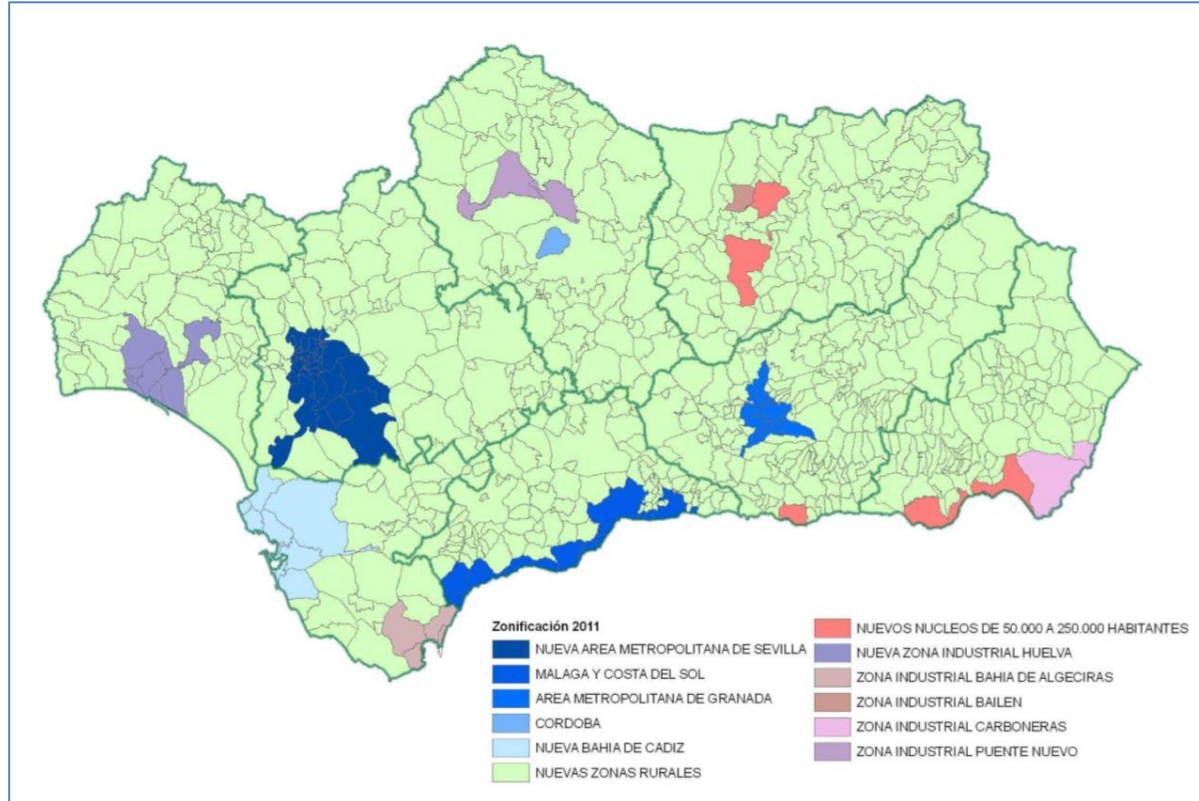 Zonificación 2011
NUEVA AREA METROPOLITANA DE SEVILLA
MALAGA Y COSTA DEL SOL
AREA METROPOLITANA DE GRANADA
CORDOBA
NUEVA BAHIA DE CADIZ
NUEVAS ZONAS RURALES
NUEVOS NUCLEOS DE 50.000 A 250.000 HABITANTES
NUEVA ZONA INDUSTRIAL HUELVA
ZONA INDUSTRIAL BAHIA DE ALGECIRAS
ZONA INDUSTRIAL BAILEN
ZONA INDUSTRIAL CARBONERAS
ZONA INDUSTRIAL PUENTE NUEVO